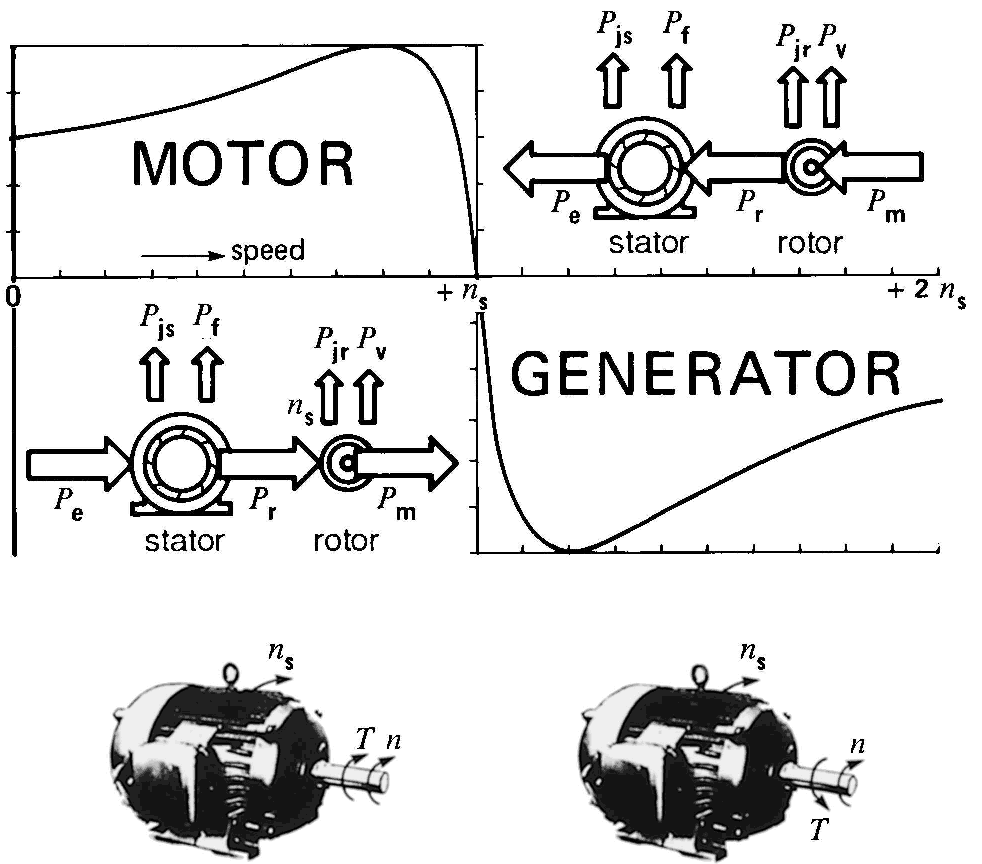 P_js P_f P_jr P_v
MOTOR
P_e P_r P_m
stator rotor
speed
0 + n_s + 2 n_s
P_js P_f P_jr P_v
GENERATOR
n_s
P_e P_r P_m
stator rotor
n_s n_s
T n n
T